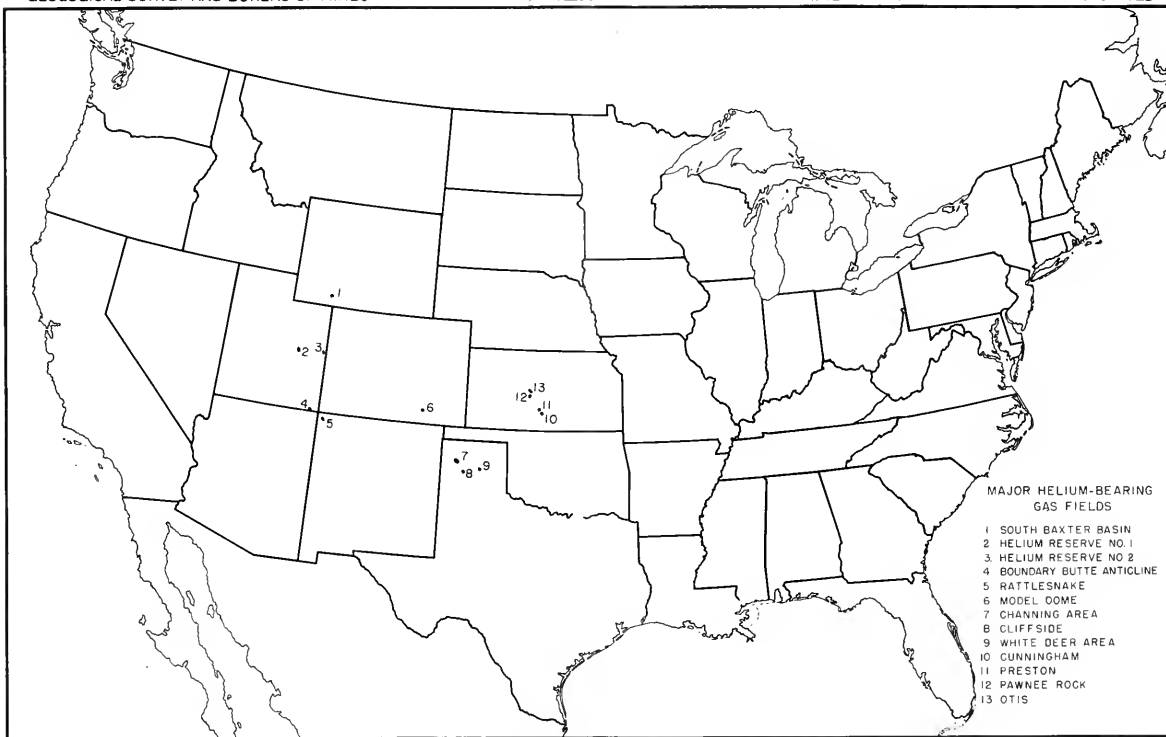 1
2
3
4
5
6
13
12
11
10
7
8
9
MAJOR HELIUM-BEARING
GAS FIELDS
1 SOUTH BAXTER BASIN
2 HELIUM RESERVE NO. 1
3. HELIUM RESERVE NO 2
4 BOUNDARY BUTTE ANTICLINE
5 RATTLESNAKE
6 MODEL DOME
7 CHANNING AREA
8 CLIFFSIDE
9 WHITE DEER AREA
10 CUNNINGHAM
11 PRESTON
12 PAWNEE ROCK
13 OTIS